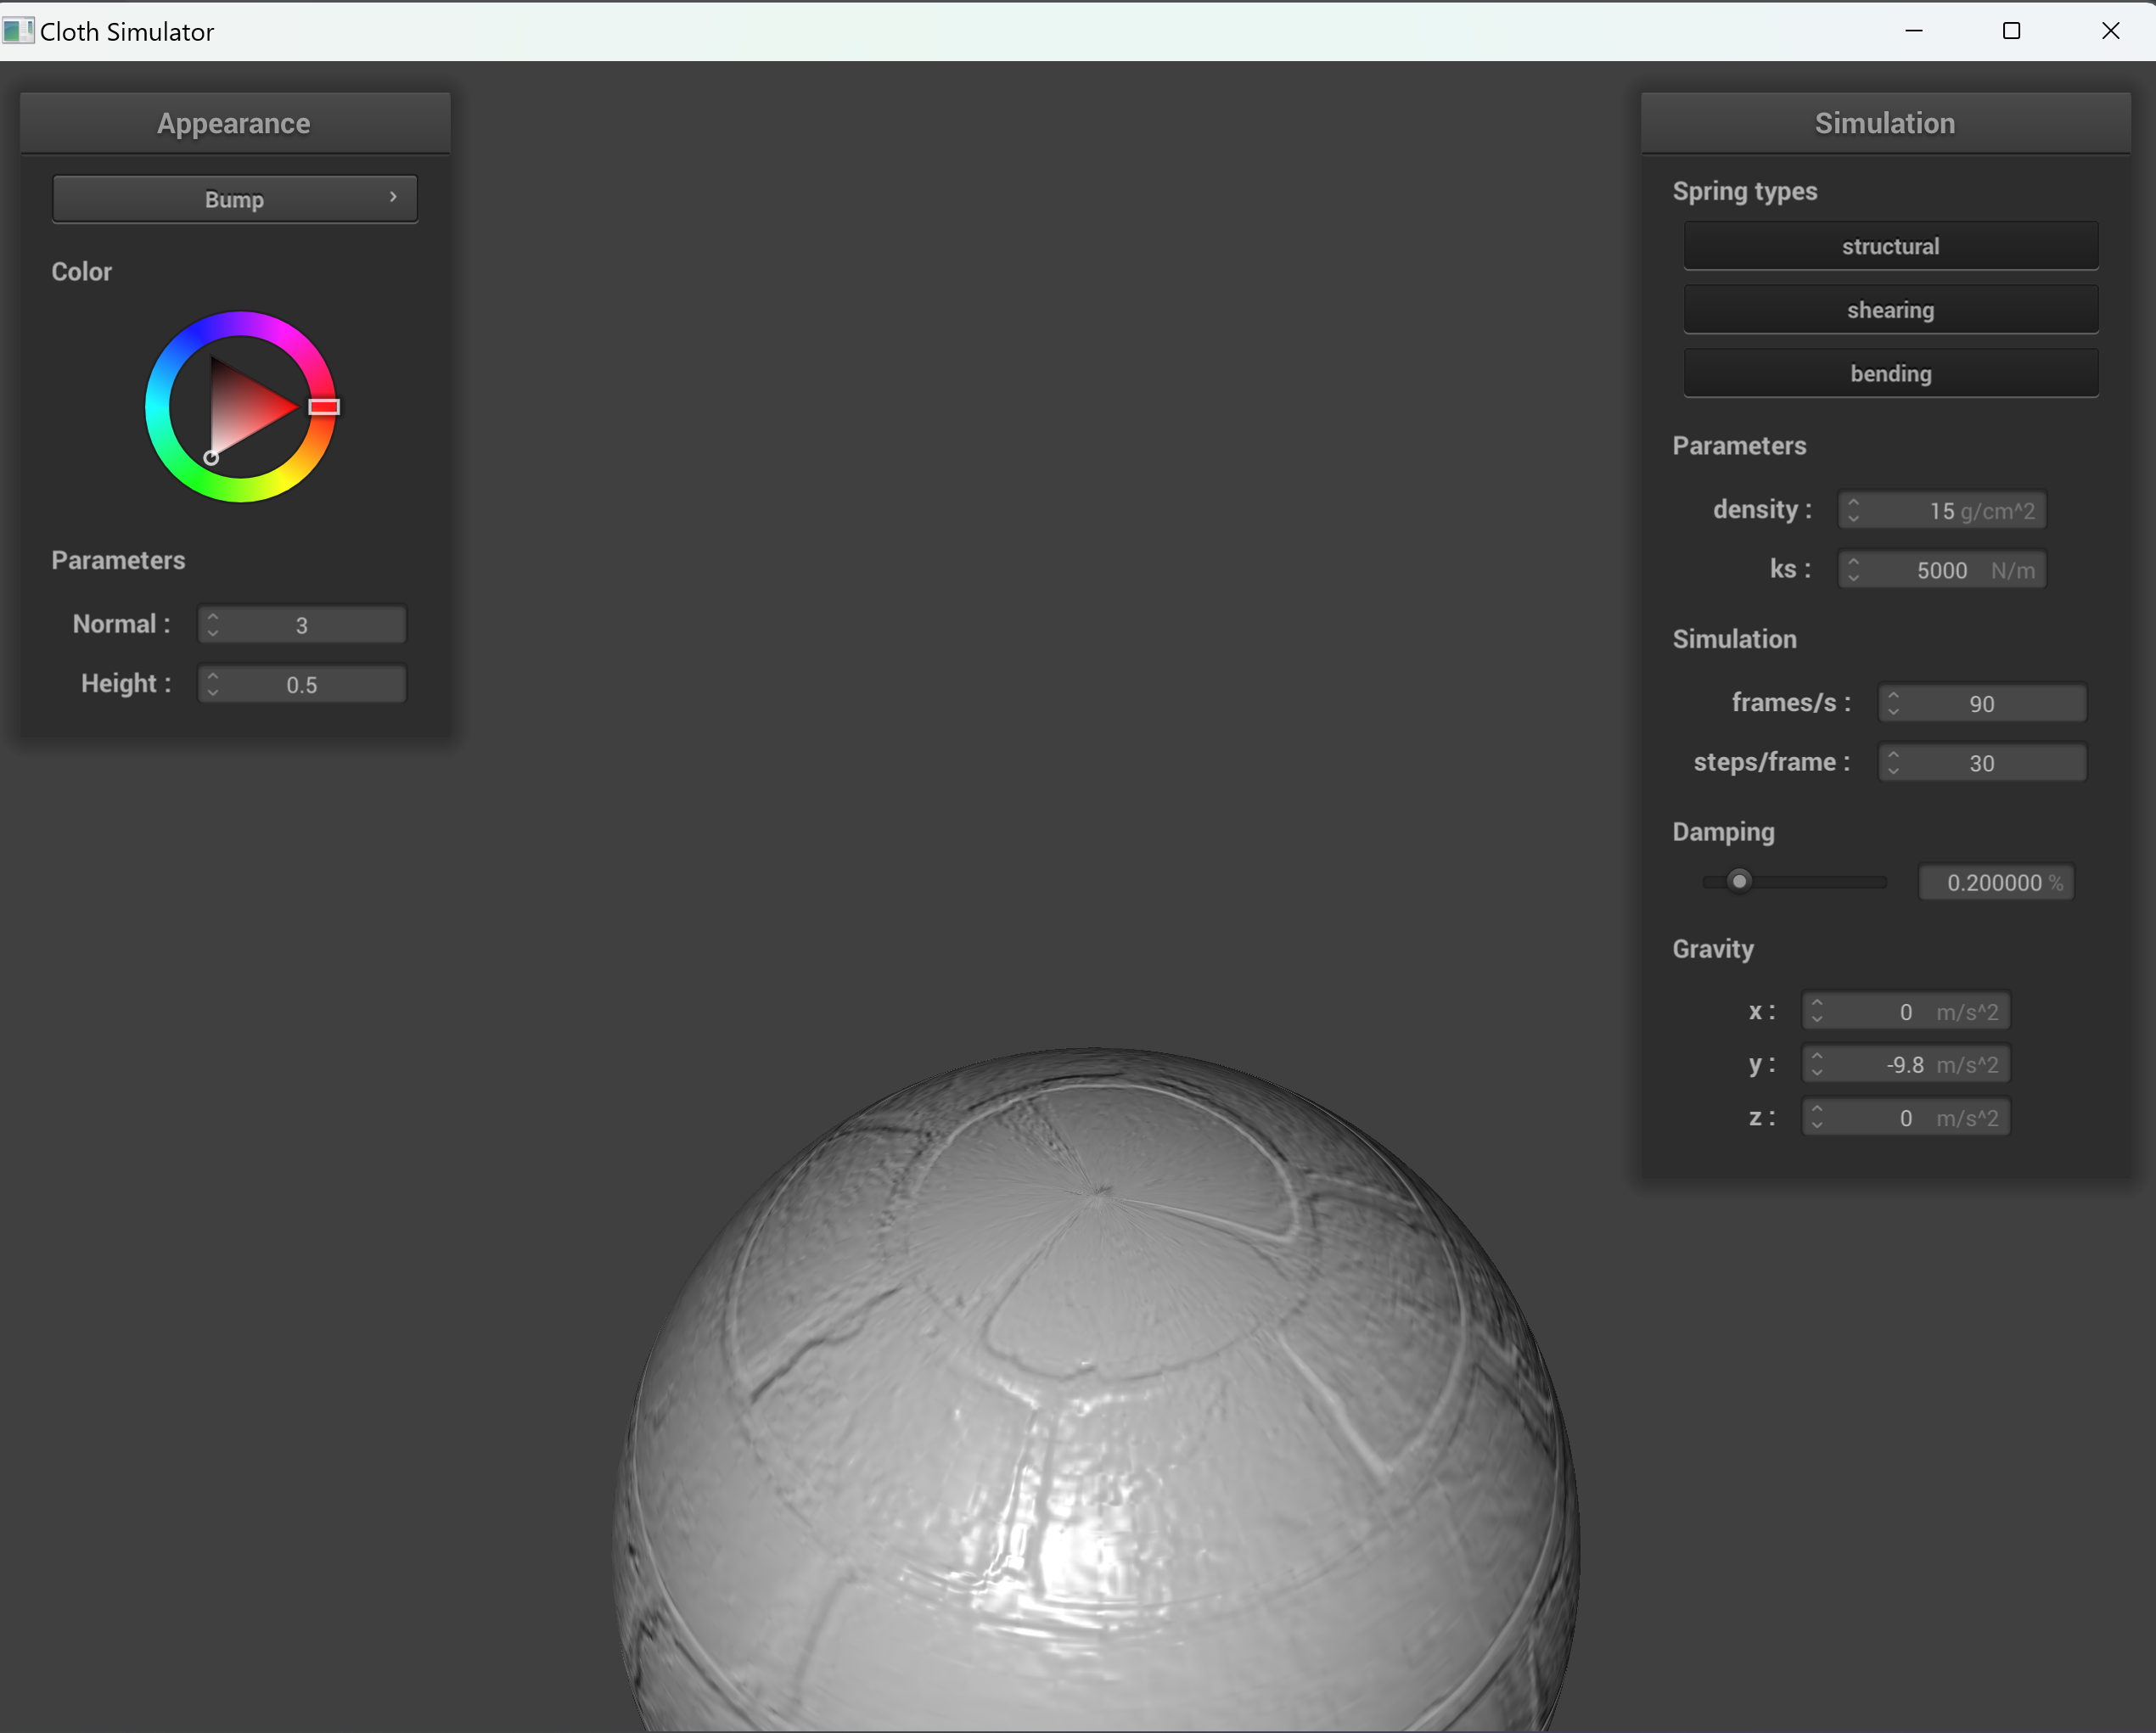 Cloth Simulator
Appearance
Bump
Color
Parameters
Normal : 3
Height : 0.5
Simulation
Spring types
structural
shearing
bending
Parameters
density : 15 g/cm^2
ks : 5000 N/m
Simulation
frames/s : 90
steps/frame : 30
Damping
0.200000 %
Gravity
x : 0 m/s^2
y : -9.8 m/s^2
z : 0 m/s^2